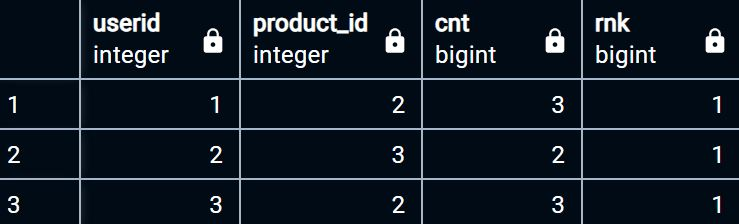 userid product_id cnt rnk
integer integer bigint bigint
1 1 2 3 1
2 2 3 2 1
3 3 2 3 1